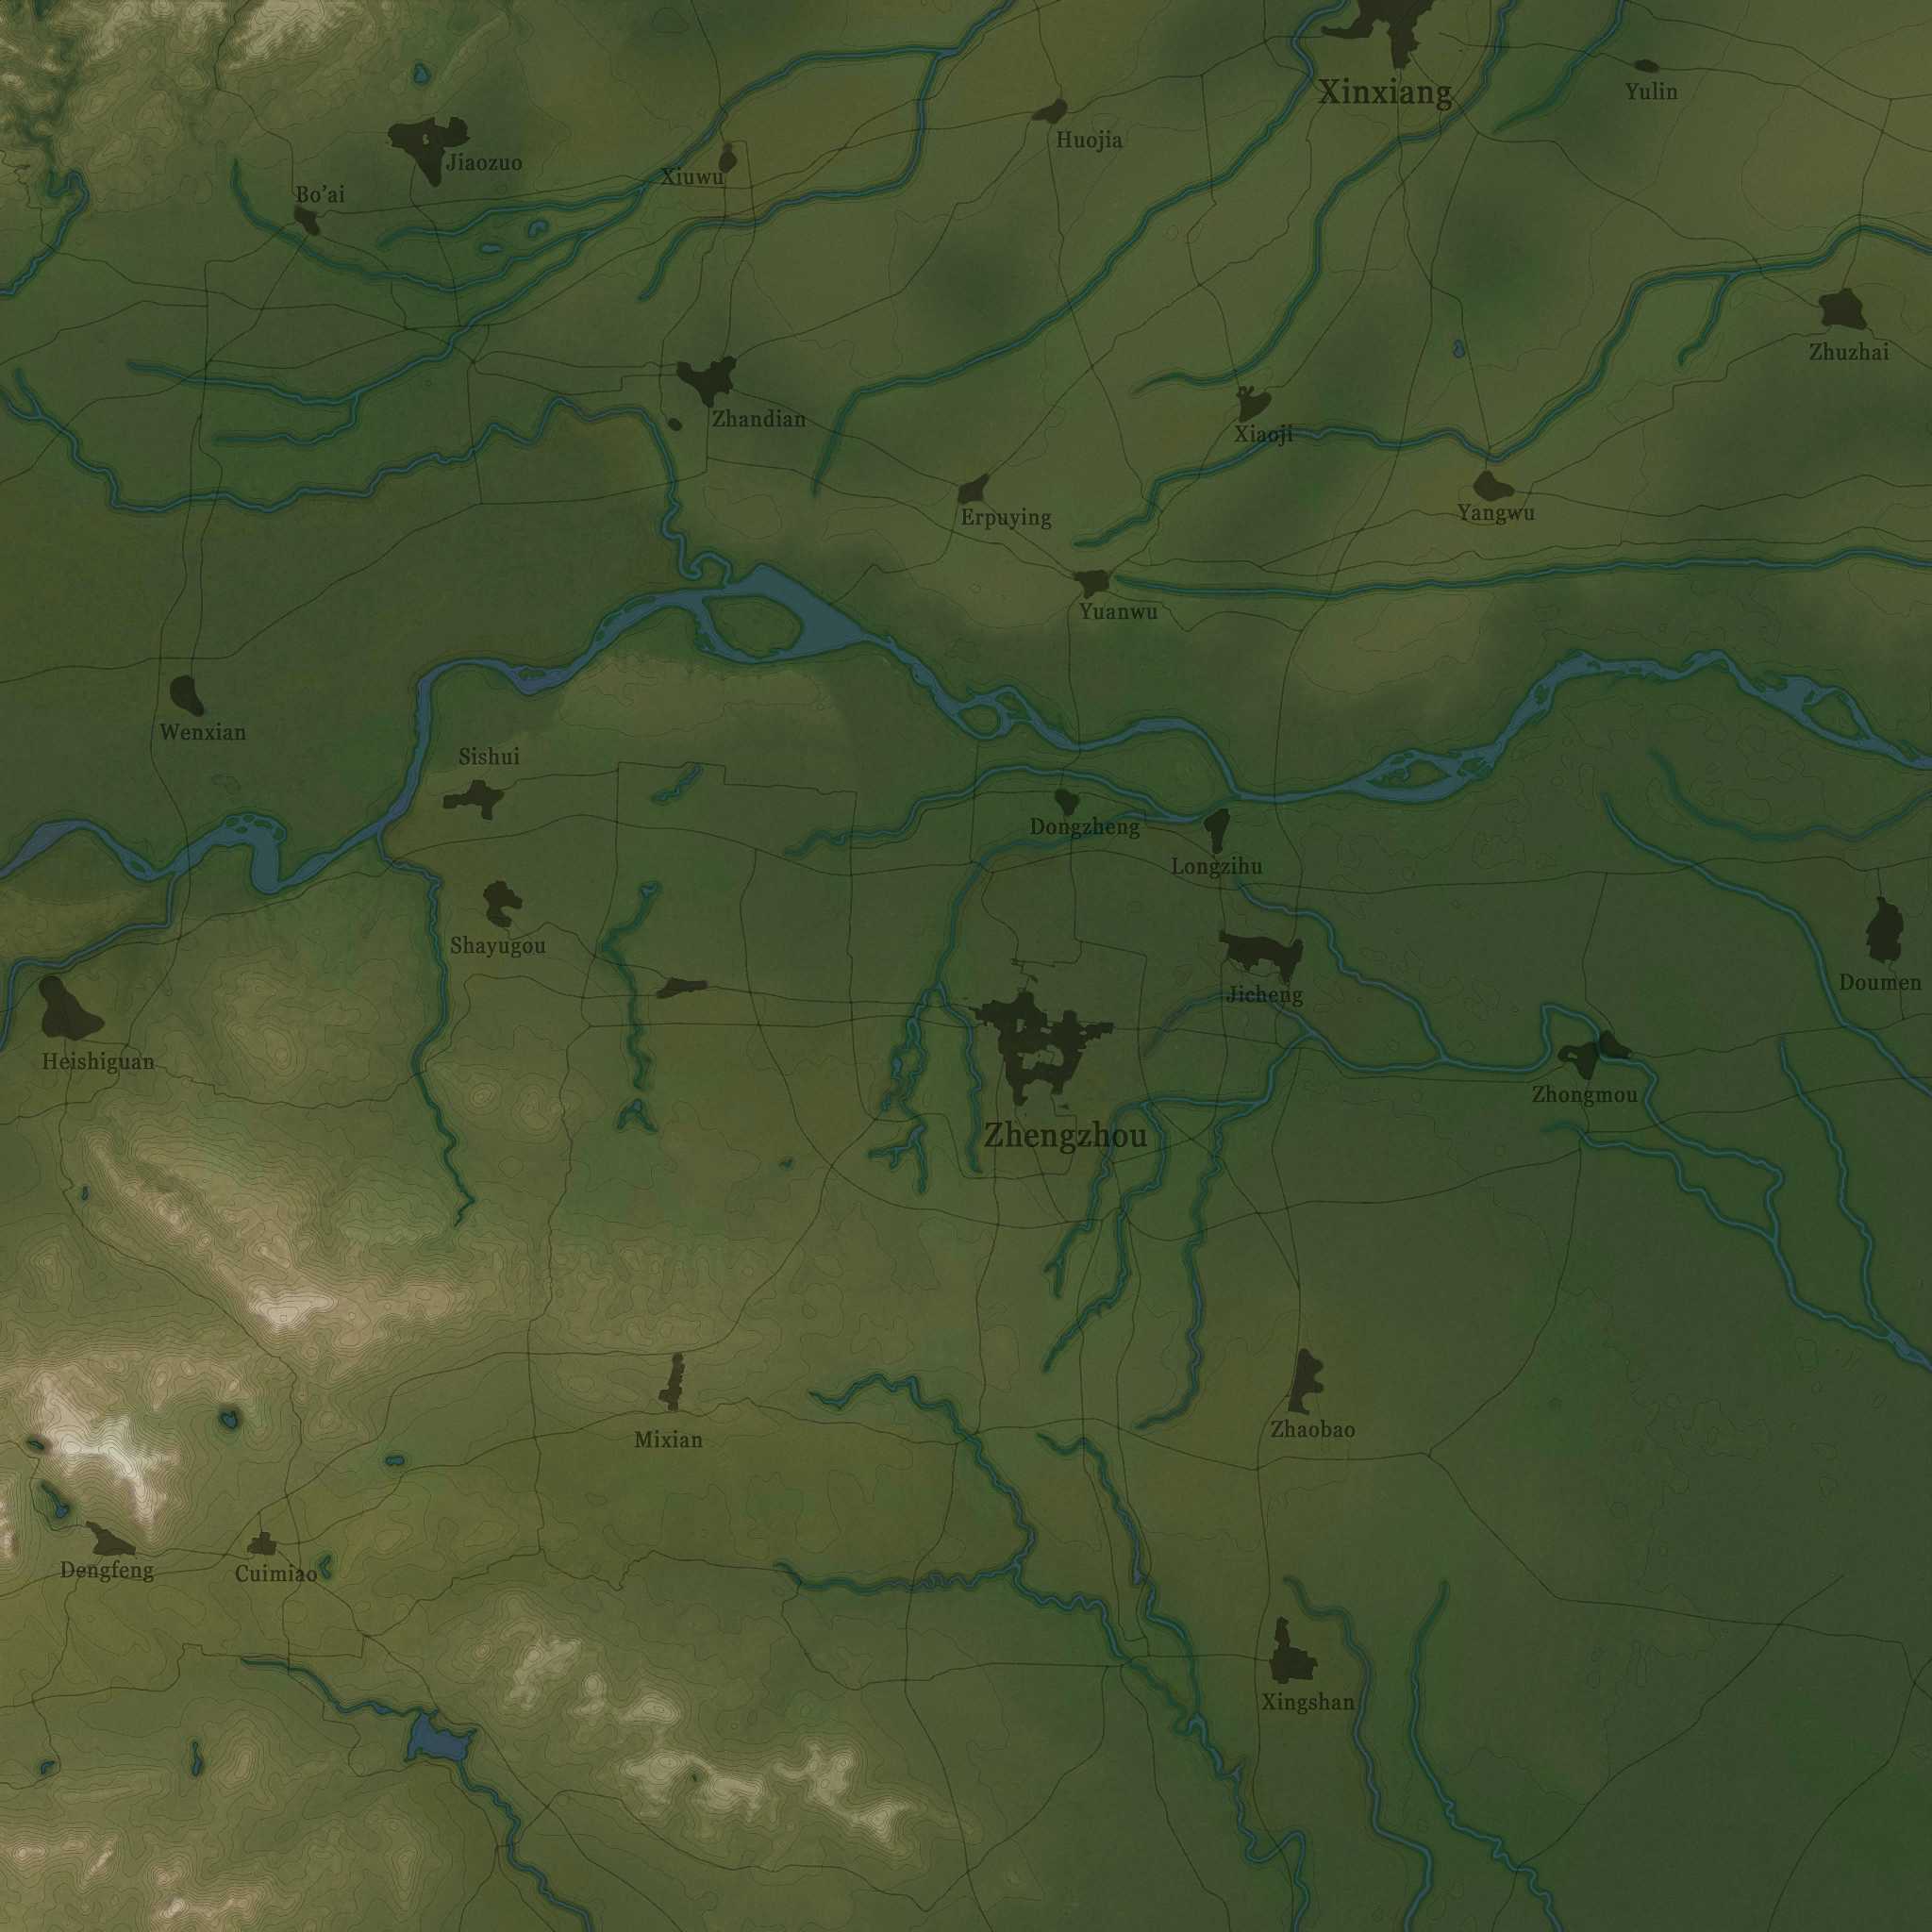 Xinxiang
Yulin
Huojia
Jiaozuo
Xiuwu
Bo'ai
Zhuzhai
Zhandian
Xiaoji
Yangwu
Erpuying
Yuanwu
Wenxian
Sishui
Dongzheng
Longzihu
Shayugou
Doumen
Jicheng
Heishiguan
Zhongmou
Zhengzhou
Zhaobao
Mixian
Dengfeng
Cuimiao
Xingshan